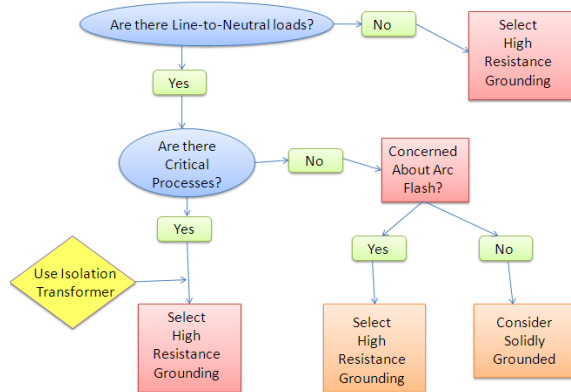 Are there Line-to-Neutral loads?
No
Select
High
Resistance
Grounding
Yes
Are there
Critical
Processes?
No
Concerned
About Arc
Flash?
Yes
Yes
No
Use Isolation
Transformer
Select
High
Resistance
Grounding
Select
High
Resistance
Grounding
Consider
Solidly
Grounded